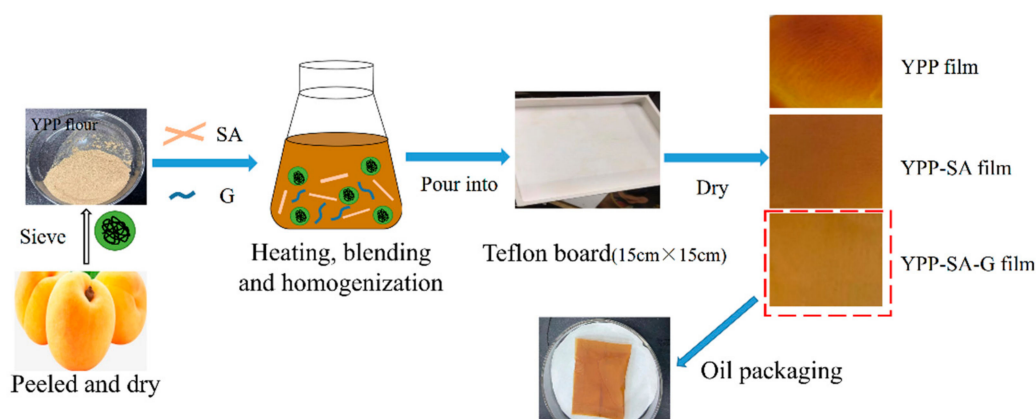 YPP flour
SA
G
Sieve
Peeled and dry
Heating, blending
and homogenization
Pour into
Teflon board(15cm×15cm)
Dry
YPP film
YPP-SA film
YPP-SA-G film
Oil packaging